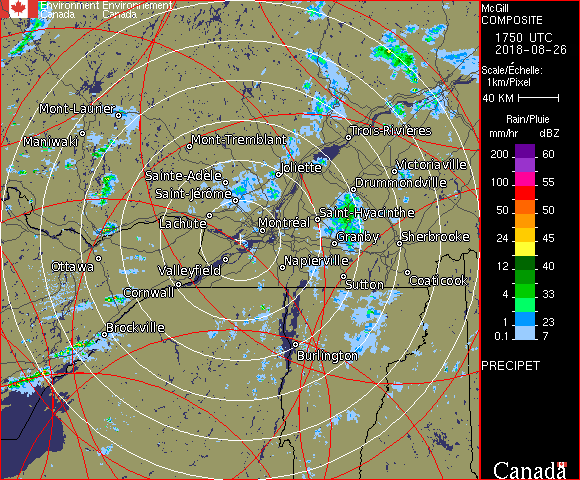 Environment Environnement
Canada Canada
McGill
COMPOSITE
1750 UTC
2018-08-26
Scale/Échelle:
1km/Pixel
40 KM
Rain/Pluie
mm/hr dBZ
200 60
100 55
50 50
24 45
12 40
4 33
1 23
0.1 7
PRECIPET
Canada
Mont-Laurier
Maniwaki
Mont-Tremblant
Trois-Rivières
Joliette
Victoriaville
Sainte-Adèle
Drummondville
Saint-Jérôme
Saint-Hyacinthe
Lachute
Montréal
Granby
Sherbrooke
Ottawa
Valleyfield
Napierville
Cornwall
Sutton
Coaticook
Brockville
Burlington